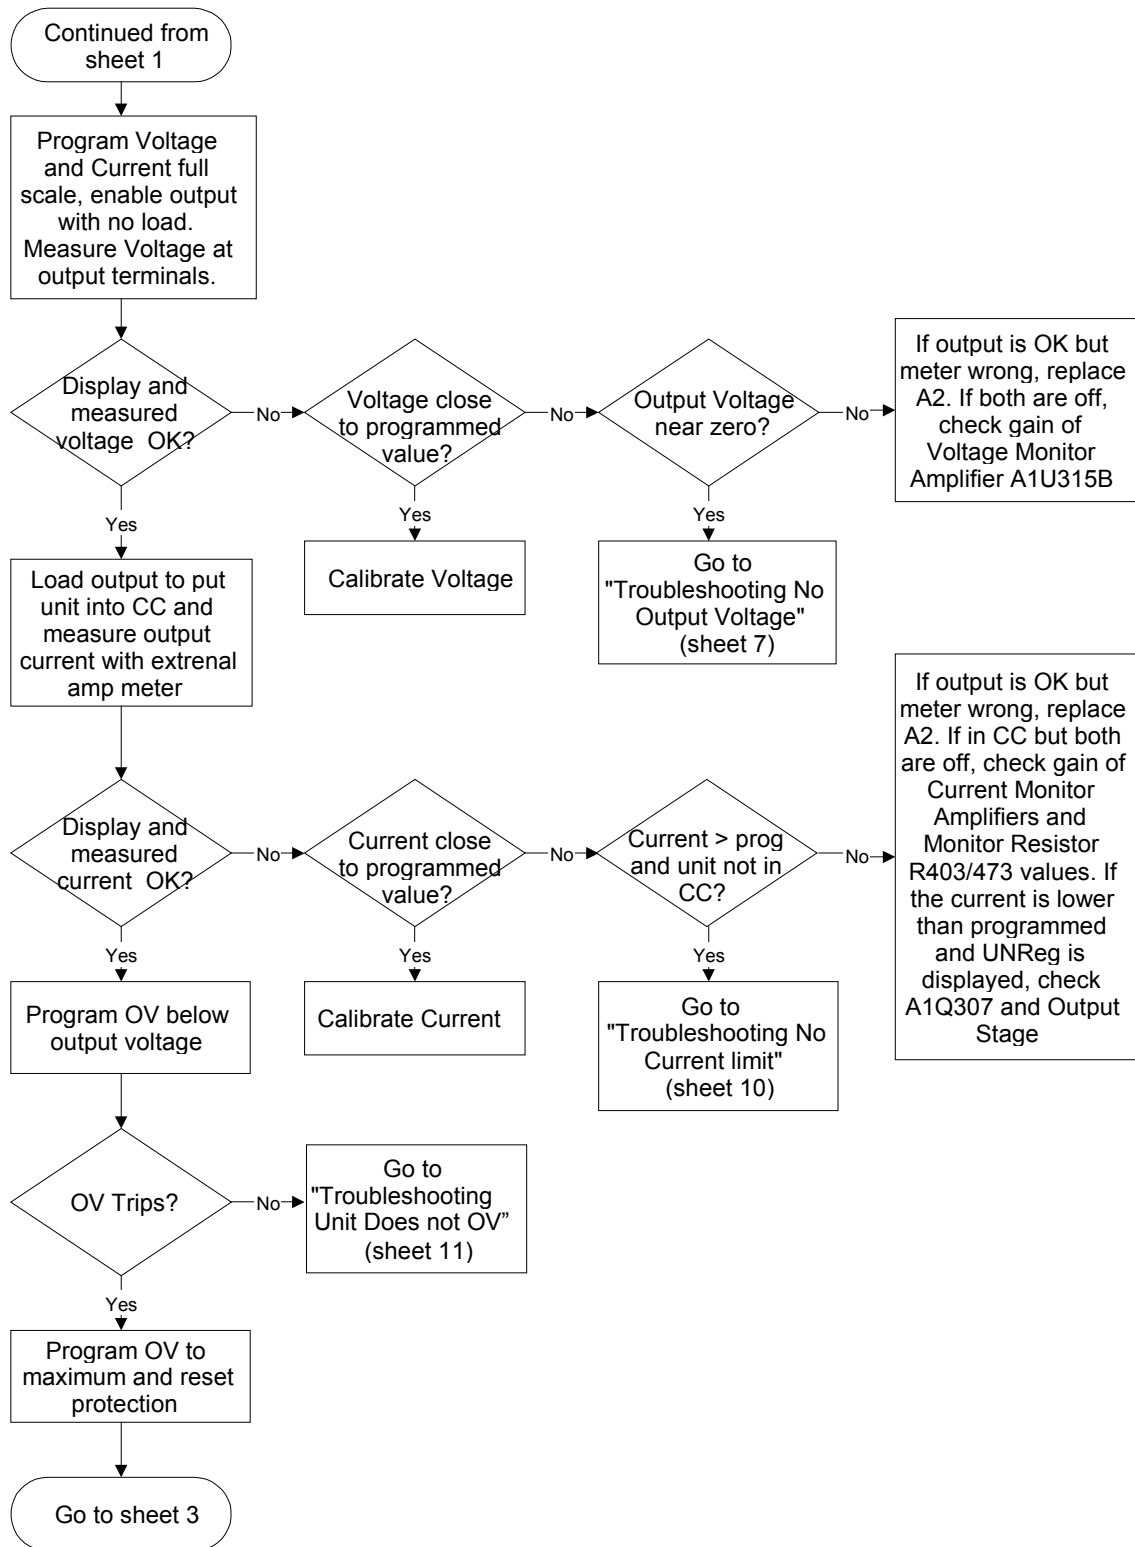 Continued from
sheet 1
Program Voltage
and Current full
scale, enable output
with no load.
Measure Voltage at
output terminals.
Display and
measured
voltage OK?
No
Voltage close
to programmed
value?
No
Output Voltage
near zero?
No
If output is OK but
meter wrong, replace
A2. If both are off,
check gain of
Voltage Monitor
Amplifier A1U315B
Yes
Yes
Yes
Load output to put
unit into CC and
measure output
current with extrenal
amp meter
Calibrate Voltage
Go to
"Troubleshooting No
Output Voltage"
(sheet 7)
Display and
measured
current OK?
No
Current close
to programmed
value?
No
Current > prog
and unit not in
CC?
No
If output is OK but
meter wrong, replace
A2. If in CC but both
are off, check gain of
Current Monitor
Amplifiers and
Monitor Resistor
R403/473 values. If
the current is lower
than programmed
and UNReg is
displayed, check
A1Q307 and Output
Stage
Yes
Yes
Yes
Program OV below
output voltage
Calibrate Current
Go to
"Troubleshooting No
Current limit"
(sheet 10)
OV Trips?
No
Go to
"Troubleshooting
Unit Does not OV”
(sheet 11)
Yes
Program OV to
maximum and reset
protection
Go to sheet 3